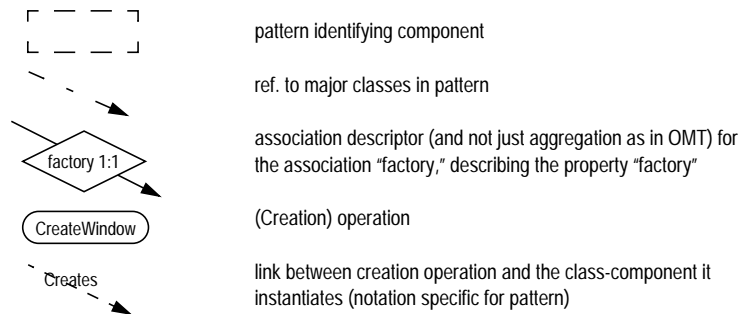 pattern identifying component
ref. to major classes in pattern
association descriptor (and not just aggregation as in OMT) for
the association "factory," describing the property "factory"
factory 1:1
(Creation) operation
CreateWindow
link between creation operation and the class-component it
instantiates (notation specific for pattern)
Creates